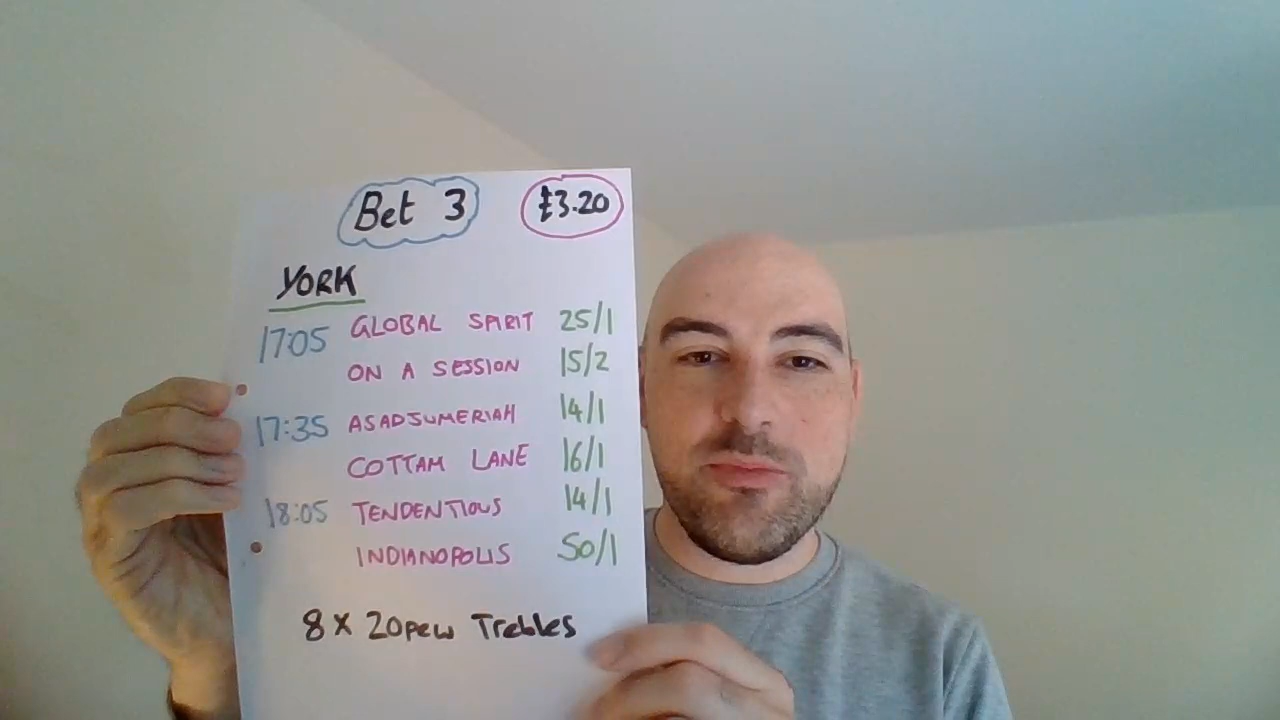 Bet 3 £3.20
YORK
17:05 GLOBAL SPIRIT 25/1
ON A SESSION 15/2
17:35 ASADJUMERIAH 14/1
COTTAM LANE 16/1
18:05 TENDENTIOUS 14/1
INDIANOPOLIS 50/1
8 x 20pew Trebles